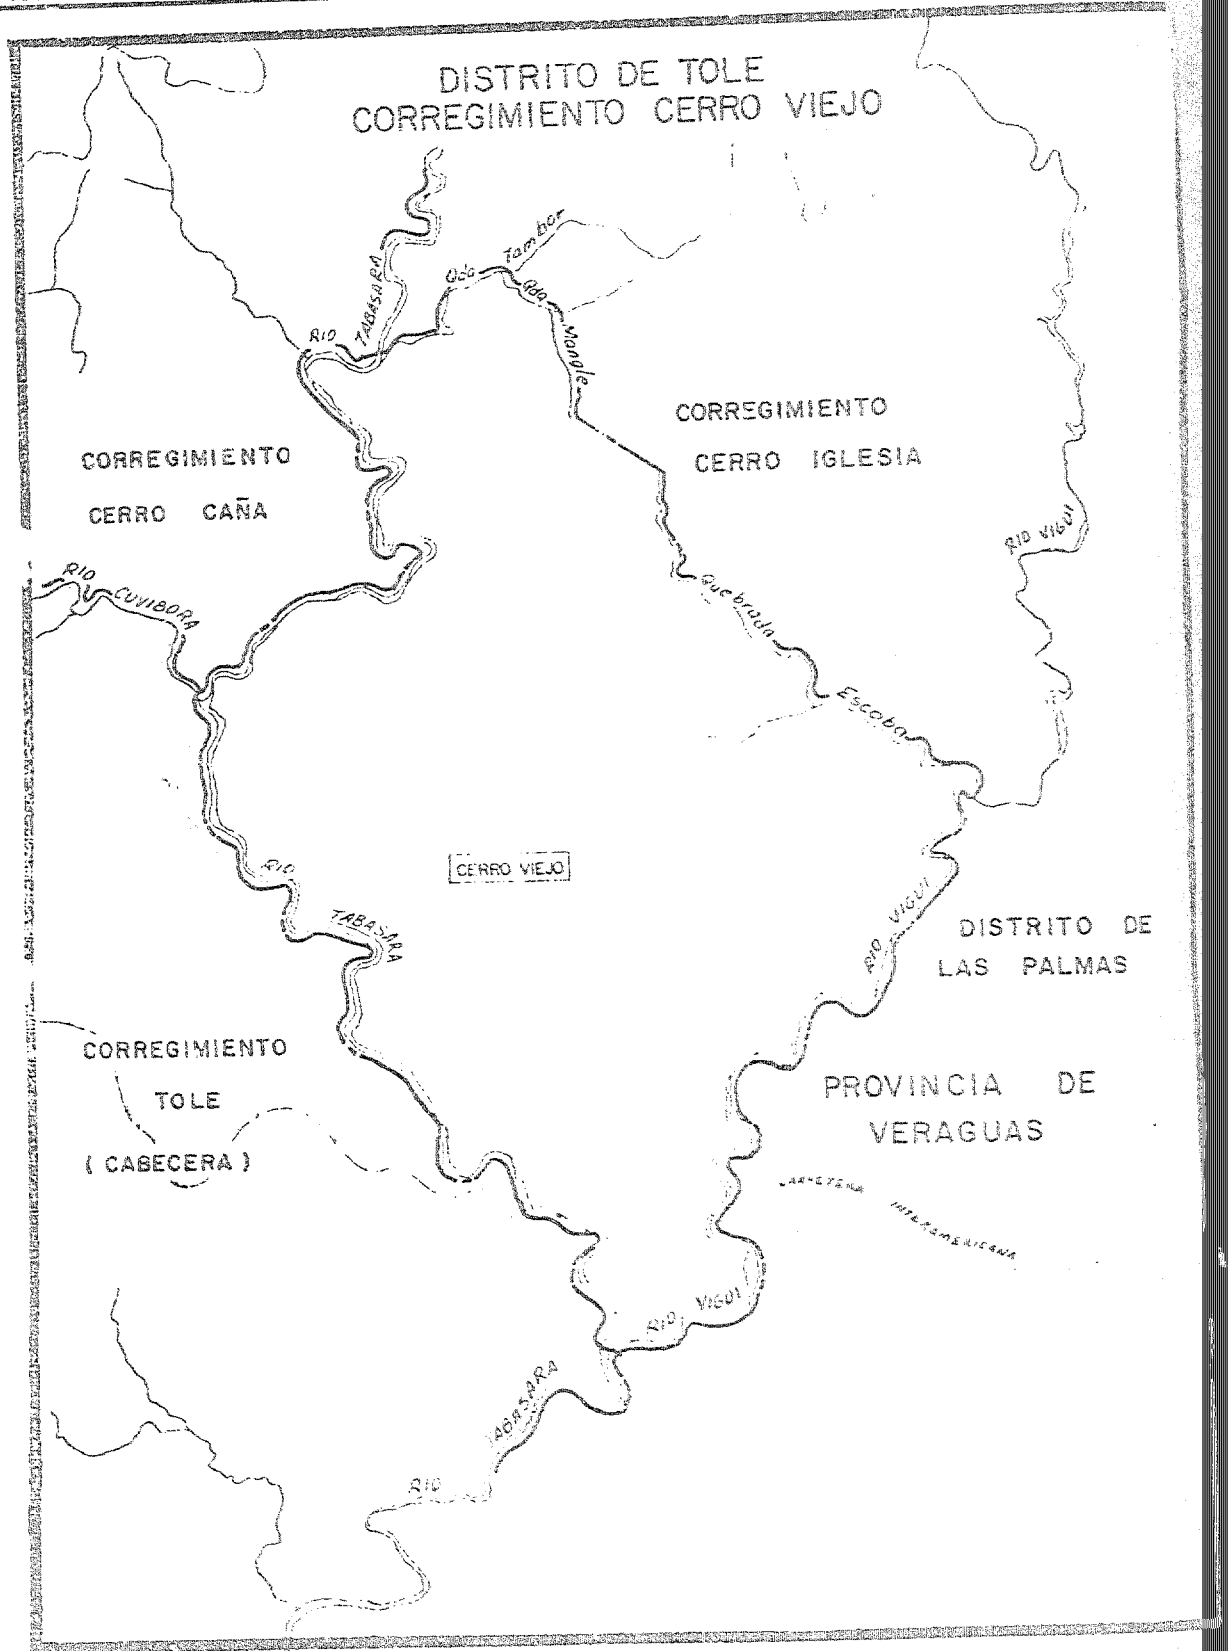 DISTRITO DE TOLE
CORREGIMIENTO CERRO VIEJO
Tambor
Qda
Qda
Mangle
RIO
TABASARA
CORREGIMIENTO
CERRO IGLESIA
CORREGIMIENTO
CERRO CAÑA
RIO VIGUI
RIO
CUVIBORA
Quebrada
Escoba
CERRO VIEJO
RIO
TABASARA
RIO VIGUI
DISTRITO DE
LAS PALMAS
CORREGIMIENTO
TOLE
(CABECERA)
PROVINCIA DE
VERAGUAS
CARRETERA
INTERAMERICANA
RIO VIGUI
RIO
TABASARA